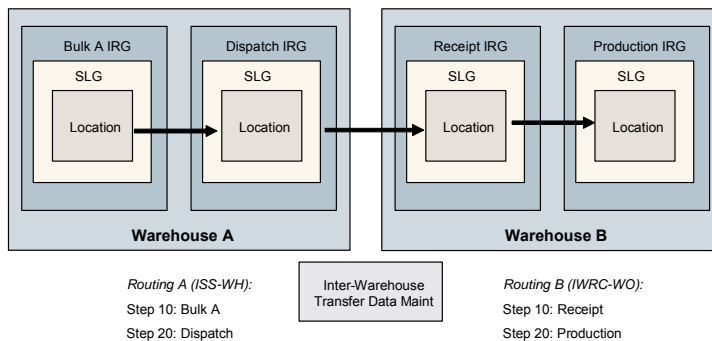 Bulk A IRG
SLG
Location
Dispatch IRG
SLG
Location
Warehouse A
Receipt IRG
SLG
Location
Production IRG
SLG
Location
Warehouse B
Routing A (ISS-WH):
Step 10: Bulk A
Step 20: Dispatch
Inter-Warehouse
Transfer Data Maint
Routing B (IWRC-WO):
Step 10: Receipt
Step 20: Production